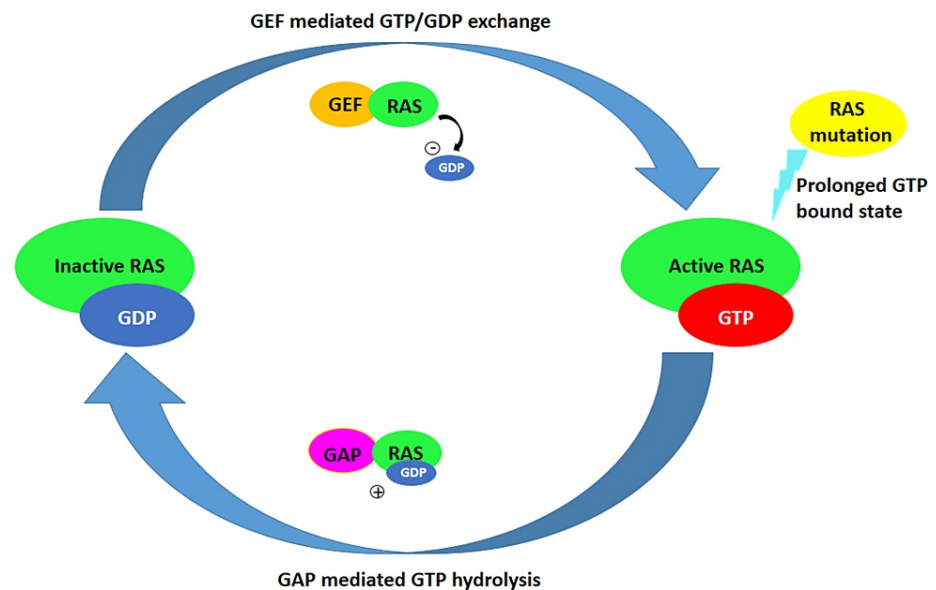 GEF mediated GTP/GDP exchange
GEF
RAS
⊖
GDP
RAS
mutation
Prolonged GTP
bound state
Inactive RAS
GDP
Active RAS
GTP
GAP
RAS
GDP
⊕
GAP mediated GTP hydrolysis